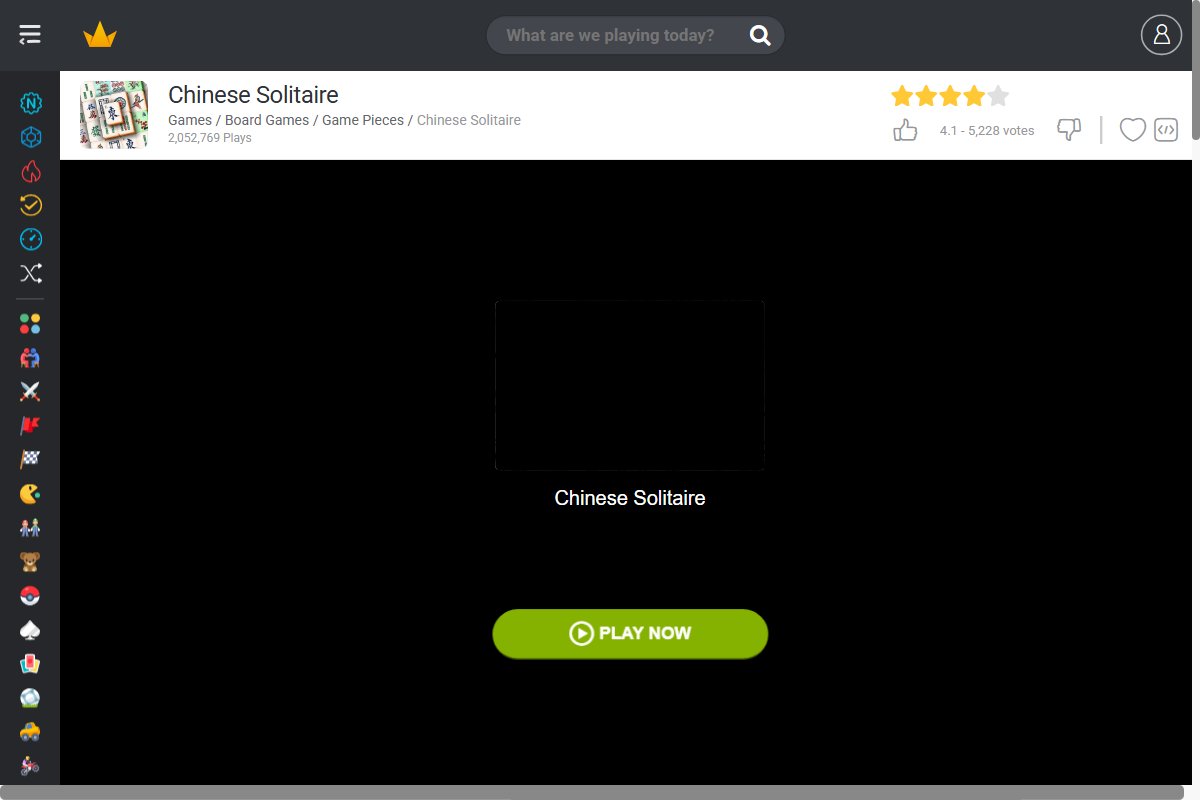 What are we playing today?
Chinese Solitaire
Games / Board Games / Game Pieces / Chinese Solitaire
2,052,769 Plays
4.1 - 5,228 votes
Chinese Solitaire
PLAY NOW